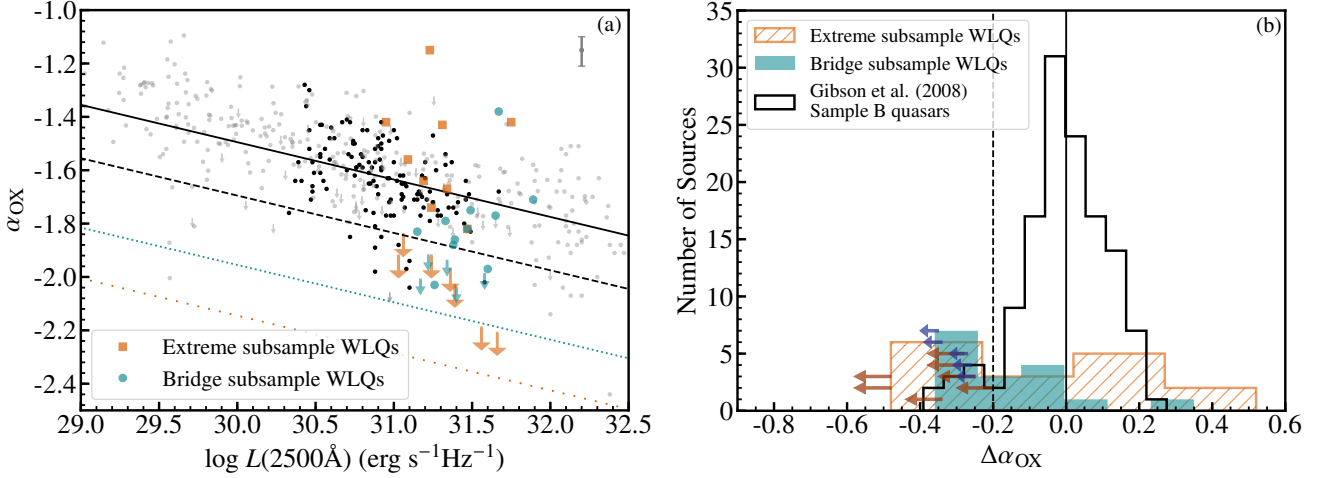 (a)
-1.0
-1.2
-1.4
-1.6
-1.8
-2.0
-2.2
-2.4
αOX
Extreme subsample WLQs
Bridge subsample WLQs
29.0 29.5 30.0 30.5 31.0 31.5 32.0 32.5
log L(2500Å) (erg s⁻¹Hz⁻¹)
(b)
35
30
25
20
15
10
5
0
Number of Sources
Extreme subsample WLQs
Bridge subsample WLQs
Gibson et al. (2008)
Sample B quasars
-0.8 -0.6 -0.4 -0.2 0.0 0.2 0.4 0.6
ΔαOX